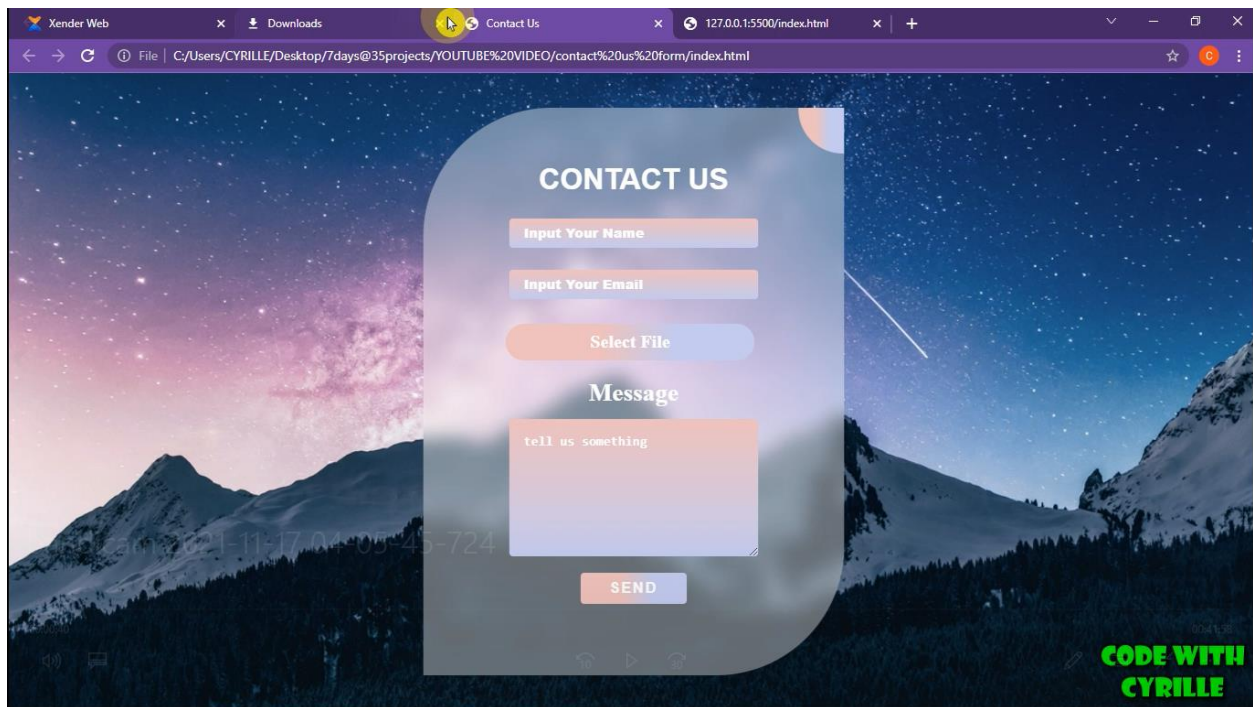 Xender Web
Downloads
Contact Us
127.0.0.1:5500/index.html
File
C:/Users/CYRILLE/Desktop/7days@35projects/YOUTUBE%20VIDEO/contact%20us%20form/index.html
C
CONTACT US
Input Your Name
Input Your Email
Select File
Message
tell us something
SEND
10
30
CODE WITH
CYRILLE